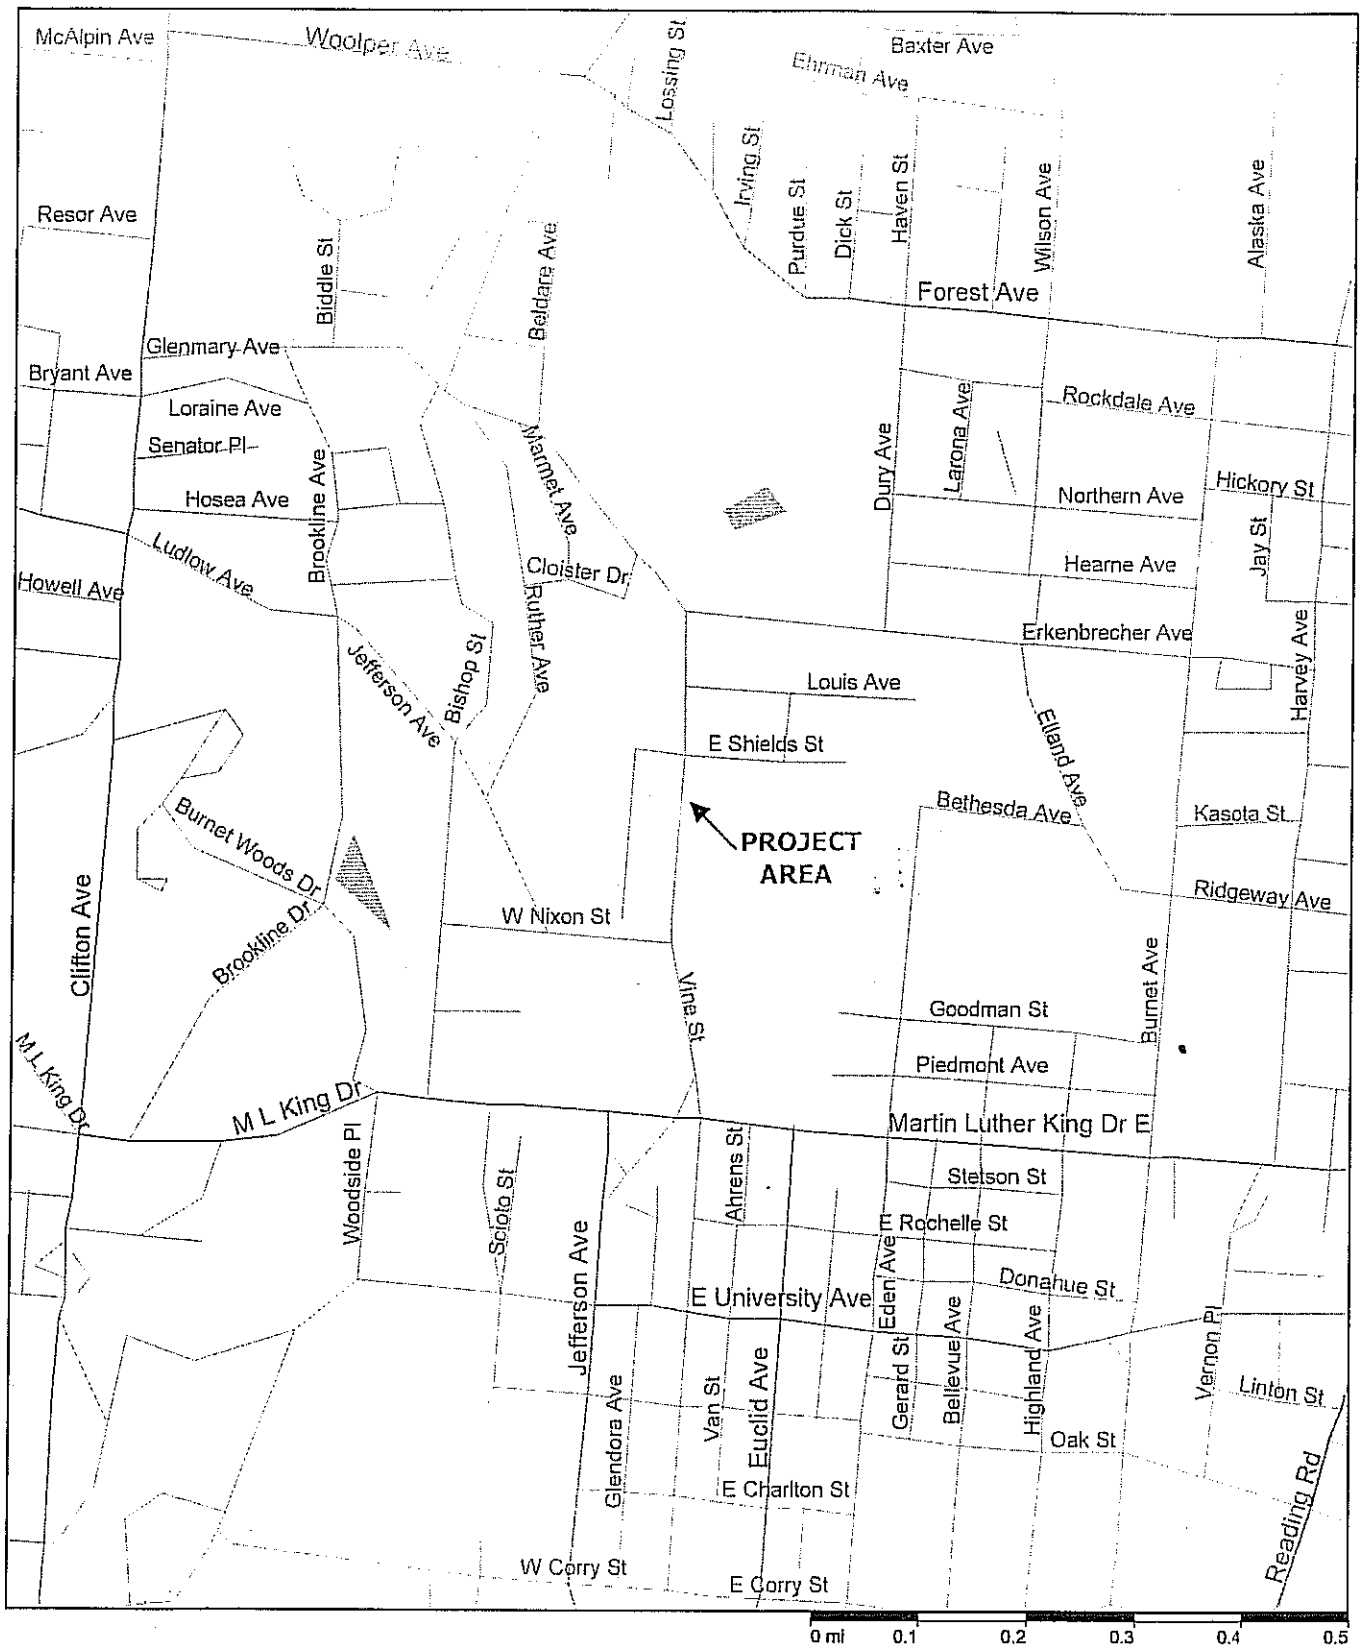 McAlpin Ave
Woolper Ave
Lossing St
Baxter Ave
Ehrman Ave
Irving St
Purdue St
Dick St
Haven St
Wilson Ave
Alaska Ave
Resor Ave
Biddle St
Beldare Ave
Forest Ave
Glenmary Ave
Bryant Ave
Loraine Ave
Senator Pl
Hosea Ave
Brookline Ave
Marmet Ave
Dury Ave
Larona Ave
Rockdale Ave
Northern Ave
Hickory St
Jay St
Ludlow Ave
Howell Ave
Cloister Dr
Ruther Ave
Hearne Ave
Erkenbrecher Ave
Harvey Ave
Jefferson Ave
Bishop St
Louis Ave
E Shields St
Elland Ave
Bethesda Ave
Kasota St
Burnet Woods Dr
PROJECT
AREA
Ridgeway Ave
Clifton Ave
Brookline Dr
W Nixon St
Vine St
Burnet Ave
Goodman St
Piedmont Ave
M L King Dr
M L King Dr
Martin Luther King Dr E
Woodside Pl
Scioto St
Ahrens St
Stetson St
E Rochelle St
Jefferson Ave
Eden Ave
Donahue St
E University Ave
Glendora Ave
Van St
Euclid Ave
Gerard St
Bellevue Ave
Highland Ave
Vernon Pl
Linton St
Oak St
E Charlton St
Reading Rd
W Corry St
E Corry St
0 mi 0.1 0.2 0.3 0.4 0.5